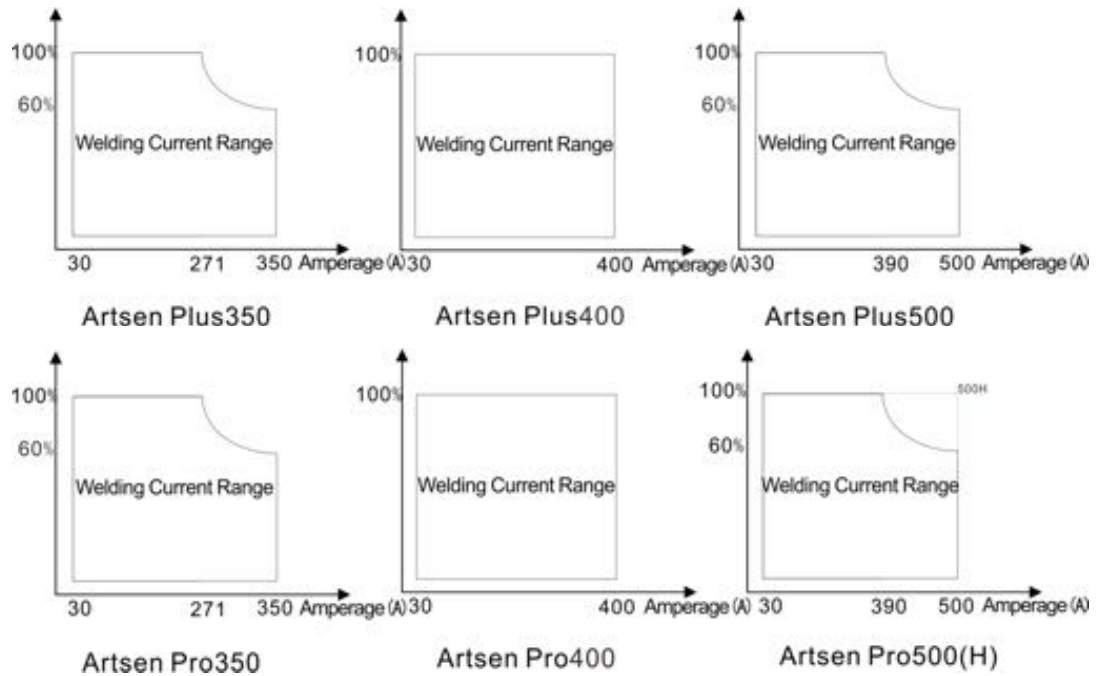 100% 100% 100%
60% 60%
Welding Current Range Welding Current Range Welding Current Range
30 271 350 Amperage(A) 30 400 Amperage(A) 30 390 500 Amperage(A)
Artsen Plus350 Artsen Plus400 Artsen Plus500
100% 100% 100% 500H
60% 60%
Welding Current Range Welding Current Range Welding Current Range
30 271 350 Amperage(A) 30 400 Amperage(A) 30 390 500 Amperage(A)
Artsen Pro350 Artsen Pro400 Artsen Pro500(H)